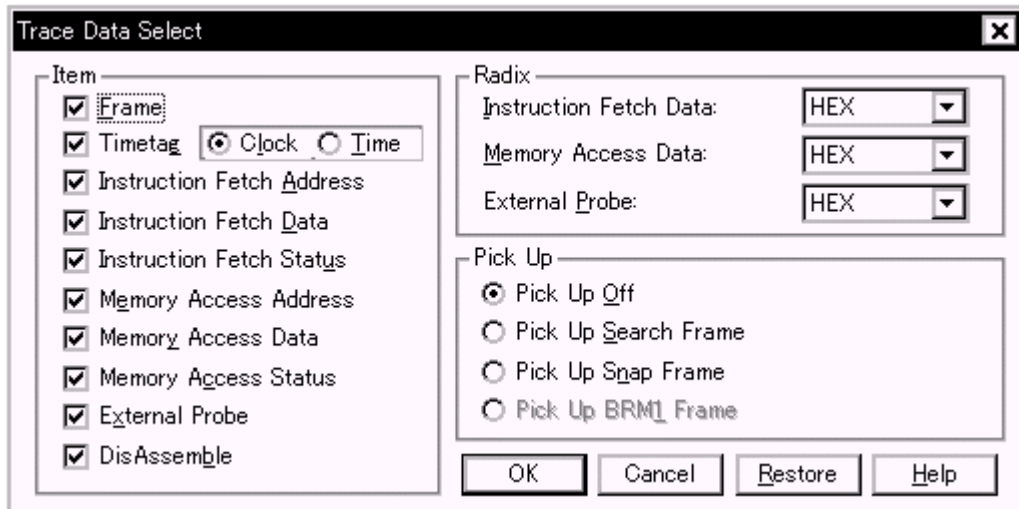 Trace Data Select
Item
Frame
Timetag Clock Time
Instruction Fetch Address
Instruction Fetch Data
Instruction Fetch Status
Memory Access Address
Memory Access Data
Memory Access Status
External Probe
DisAssemble
Radix
Instruction Fetch Data: HEX
Memory Access Data: HEX
External Probe: HEX
Pick Up
Pick Up Off
Pick Up Search Frame
Pick Up Snap Frame
Pick Up BRM1 Frame
OK Cancel Restore Help